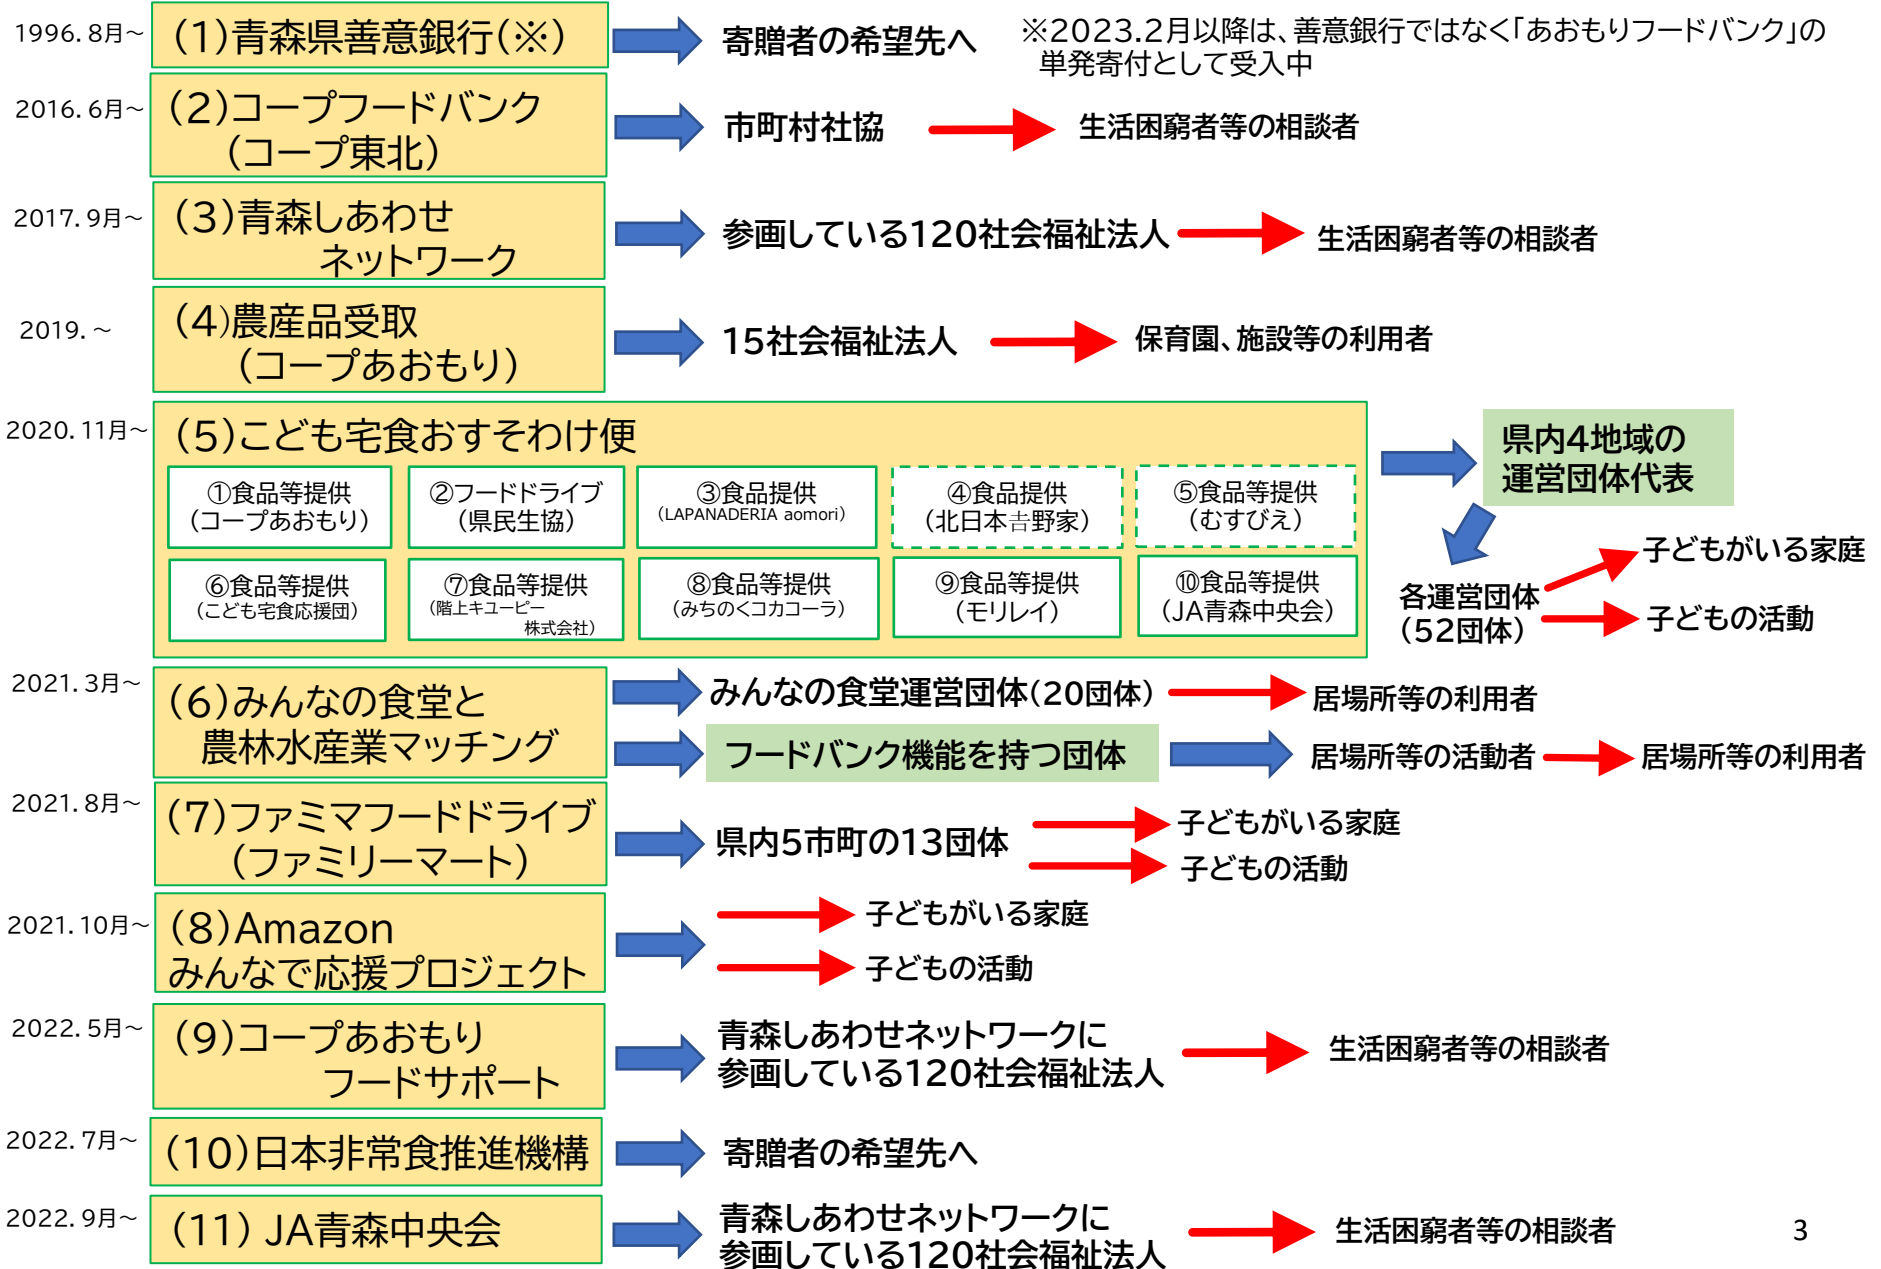 1996.8月～
(1)青森県善意銀行(※)
寄贈者の希望先へ
※2023.2月以降は、善意銀行ではなく「あおもりフードバンク」の
単発寄付として受入中
2016.6月～
(2)コープフードバンク
(コープ東北)
市町村社協
生活困窮者等の相談者
2017.9月～
(3)青森しあわせ
ネットワーク
参画している120社会福祉法人
生活困窮者等の相談者
2019.～
(4)農産品受取
(コープあおもり)
15社会福祉法人
保育園、施設等の利用者
2020.11月～
(5)こども宅食おすそわけ便
①食品等提供
(コープあおもり)
②フードドライブ
(県民生協)
③食品提供
(LAPANADERIA aomori)
④食品提供
(北日本𠮷野家)
⑤食品等提供
(むすびえ)
⑥食品等提供
(こども宅食応援団)
⑦食品等提供
(階上キユーピー
株式会社)
⑧食品等提供
(みちのくコカコーラ)
⑨食品等提供
(モリレイ)
⑩食品等提供
(JA青森中央会)
県内4地域の
運営団体代表
各運営団体
(52団体)
子どもがいる家庭
子どもの活動
2021.3月～
(6)みんなの食堂と
農林水産業マッチング
みんなの食堂運営団体(20団体)
居場所等の利用者
フードバンク機能を持つ団体
居場所等の活動者
居場所等の利用者
2021.8月～
(7)ファミマフードドライブ
(ファミリーマート)
県内5市町の13団体
子どもがいる家庭
子どもの活動
2021.10月～
(8)Amazon
みんなで応援プロジェクト
子どもがいる家庭
子どもの活動
2022.5月～
(9)コープあおもり
フードサポート
青森しあわせネットワークに
参画している120社会福祉法人
生活困窮者等の相談者
2022.7月～
(10)日本非常食推進機構
寄贈者の希望先へ
2022.9月～
(11) JA青森中央会
青森しあわせネットワークに
参画している120社会福祉法人
生活困窮者等の相談者
3